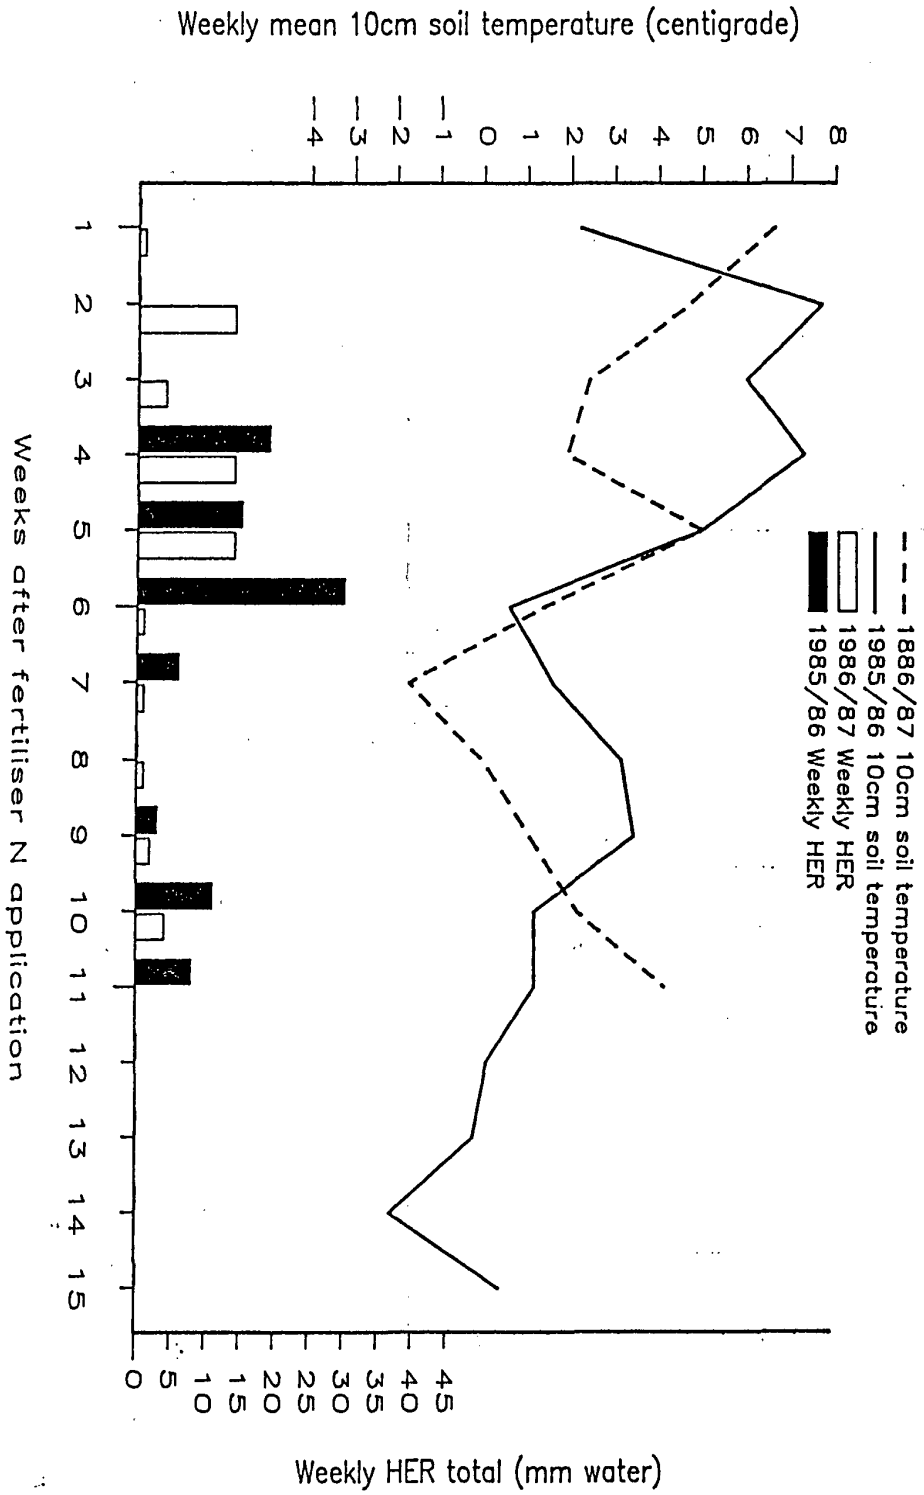 Weekly mean 10cm soil temperature (centigrade)
-4 -3 -2 -1 0 1 2 3 4 5 6 7 8
1886/87 10cm soil temperature
1985/86 10cm soil temperature
1986/87 Weekly HER
1985/86 Weekly HER
1 2 3 4 5 6 7 8 9 10 11 12 13 14 15
Weeks after fertiliser N application
0 5 10 15 20 25 30 35 40 45
Weekly HER total (mm water)